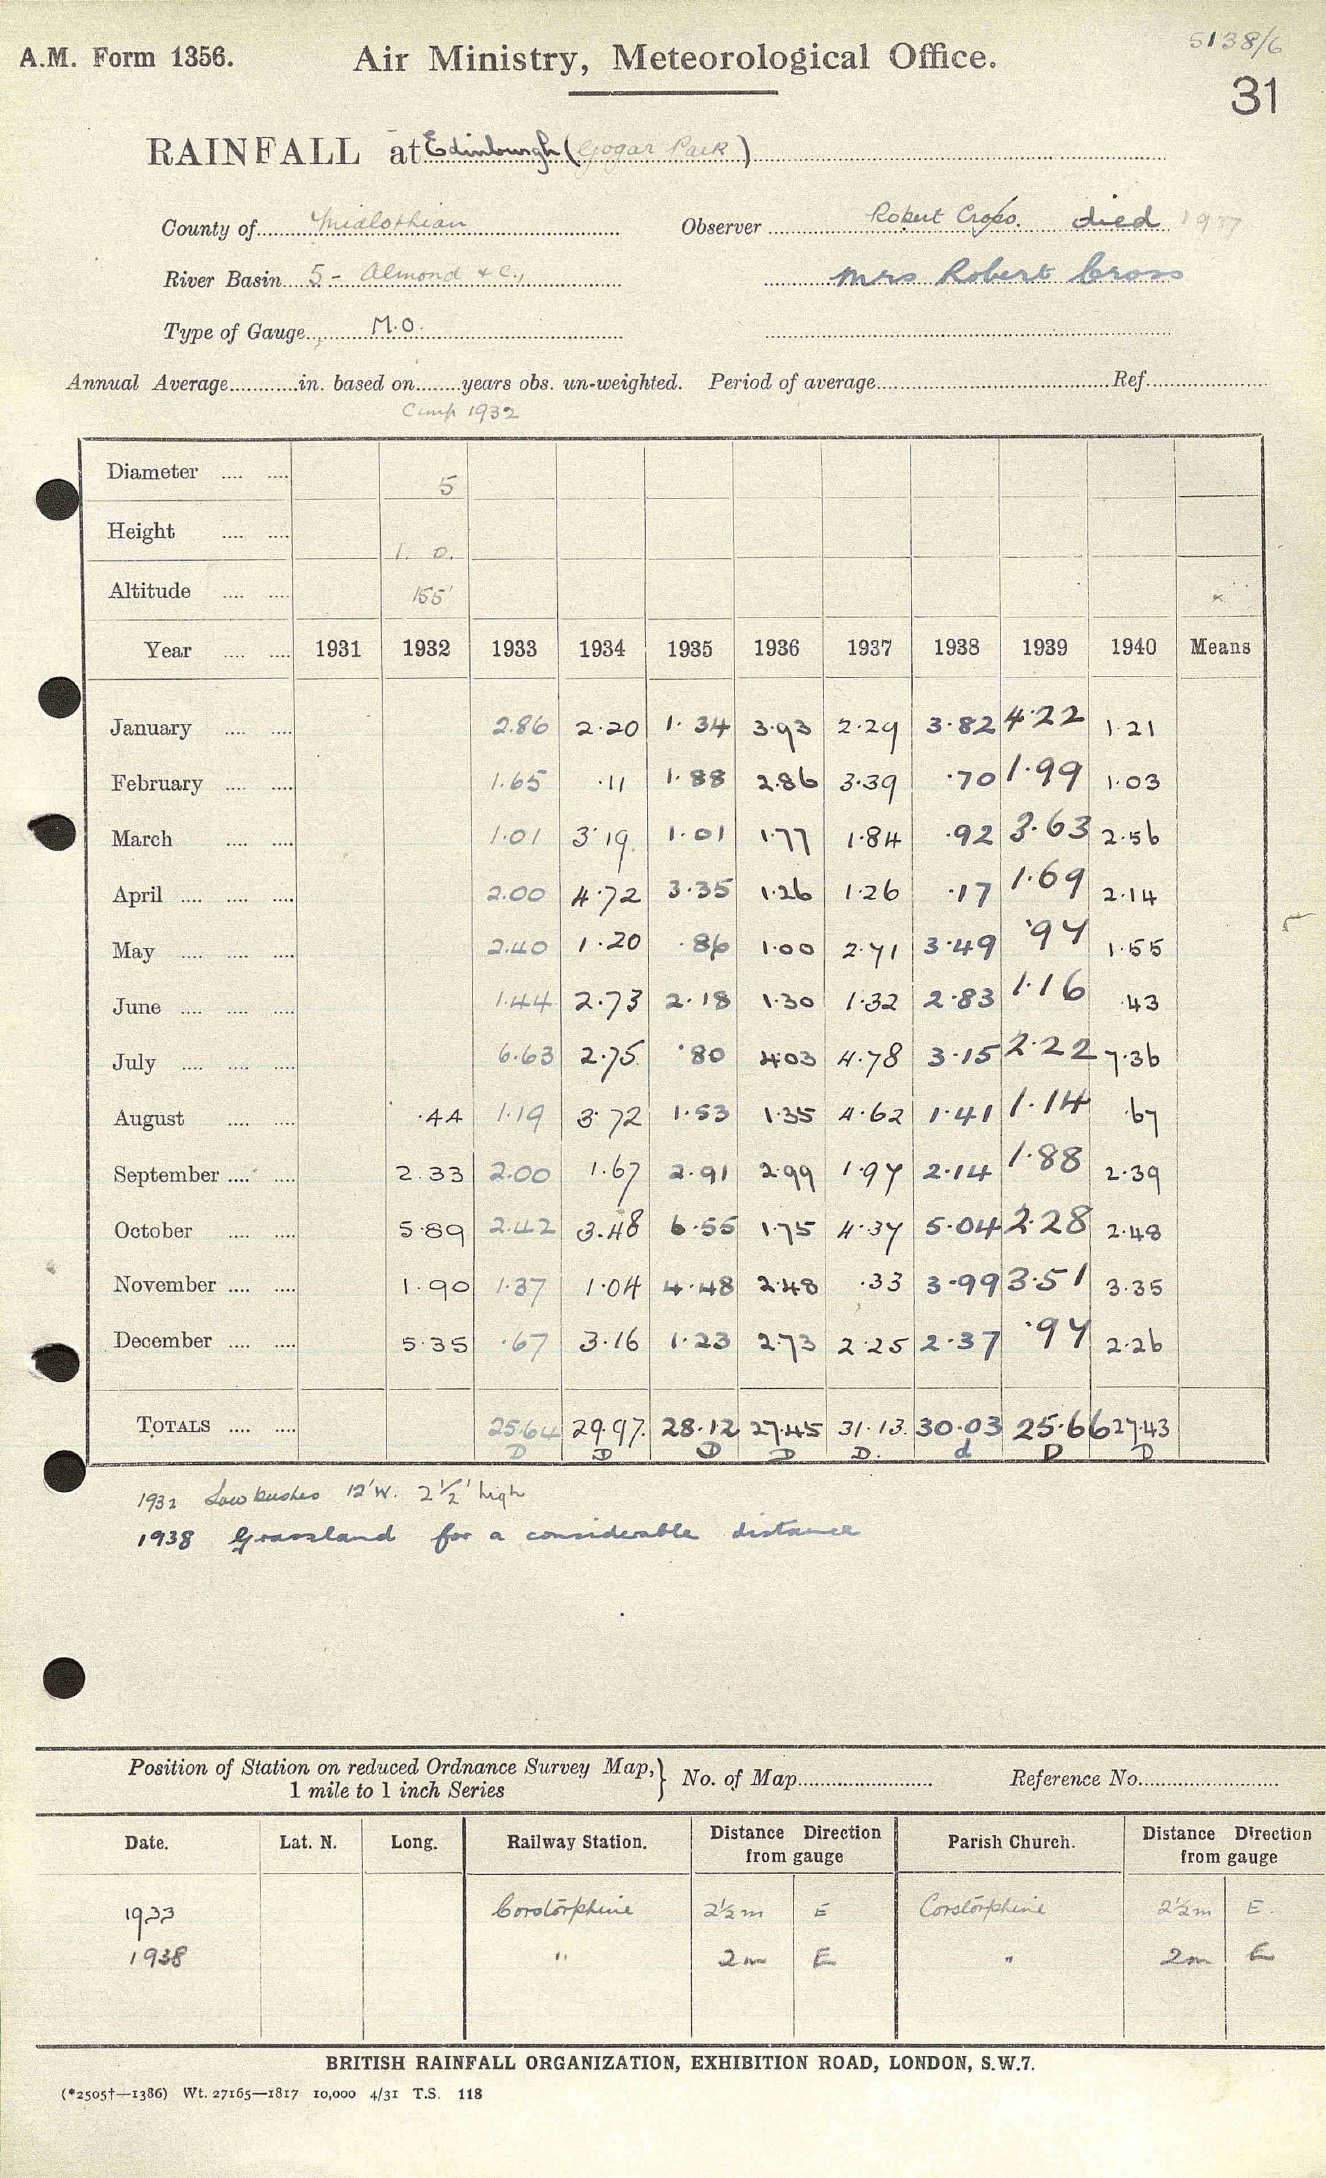 A.M. Form 1356. Air Ministry, Meteorological Office. 5138/6
31
RAINFALL at Edinburgh (Gogar Park)
County of Midlothian Observer Robert Cross. died 1937
River Basin 5 - Almond & c., Mrs Robert Cross
Type of Gauge M.O.
Annual Average in. based on years obs. un-weighted. Period of average Ref.
Comp 1932
Diameter 5
Height 1. 0.
Altitude 155'
Year 1931 1932 1933 1934 1935 1936 1937 1938 1939 1940 Means
January 2.86 2.20 1.34 3.93 2.29 3.82 4.22 1.21
February 1.65 .11 1.88 2.86 3.39 .70 1.99 1.03
March 1.01 3.19 1.01 1.77 1.84 .92 3.63 2.56
April 2.00 4.72 3.35 1.26 1.26 .17 1.69 2.14
May 2.40 1.20 .86 1.00 2.71 3.49 .97 1.55
June 1.44 2.73 2.18 1.30 1.32 2.83 1.16 .43
July 6.63 2.75 .80 4.03 4.78 3.15 2.22 7.36
August .44 1.19 3.72 1.53 1.35 4.62 1.41 1.14 .67
September 2.33 2.00 1.67 2.91 2.99 1.97 2.14 1.88 2.39
October 5.89 2.42 3.48 6.55 1.75 4.37 5.04 2.28 2.48
November 1.90 1.37 1.04 4.48 2.48 .33 3.99 3.51 3.35
December 5.35 .67 3.16 1.23 2.73 2.25 2.37 .97 2.26
TOTALS 25.64 29.97 28.12 27.45 31.13 30.03 25.66 27.43
D D D D D. d D D
1932 Low bushes 12' W. 2½' high
1938 Grassland for a considerable distance
Position of Station on reduced Ordnance Survey Map, } No. of Map Reference No.
1 mile to 1 inch Series
Date. Lat. N. Long. Railway Station. Distance Direction from gauge Parish Church. Distance Direction from gauge
1933 Corstorphine 2½ m E Corstorphine 2½ m E.
1938 " 2 m E " 2 m E
BRITISH RAINFALL ORGANIZATION, EXHIBITION ROAD, LONDON, S.W.7.
(*2505†—1386) Wt. 27165—1817 10,000 4/31 T.S. 118